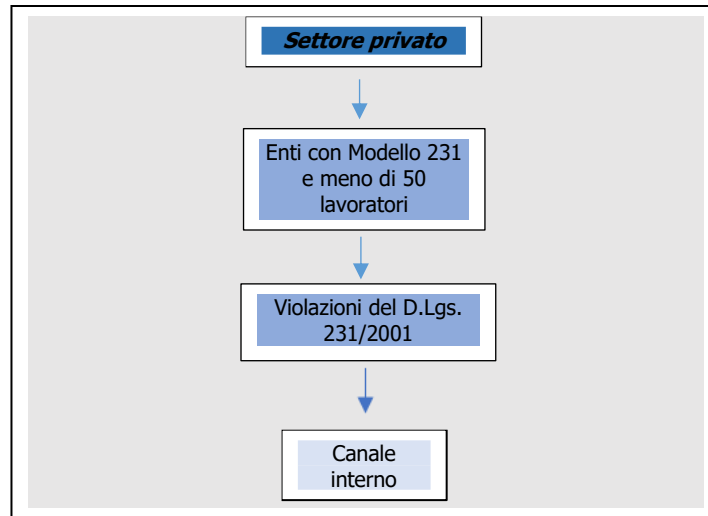 Settore privato
Enti con Modello 231
e meno di 50
lavoratori
Violazioni del D.Lgs.
231/2001
Canale
interno